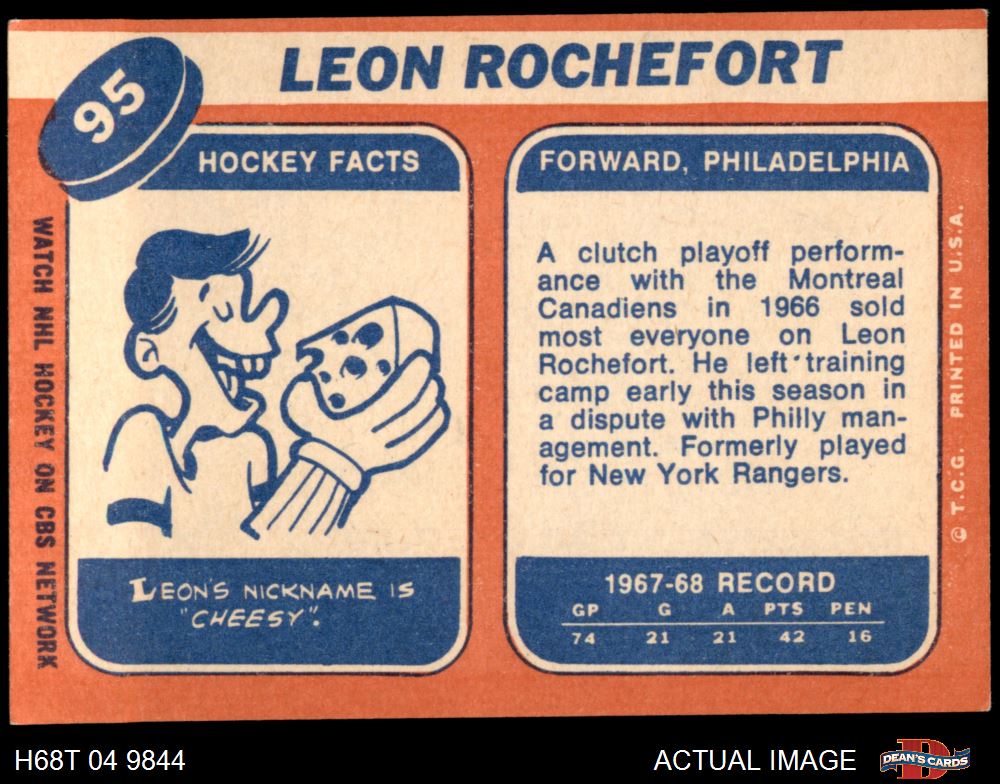 95
LEON ROCHEFORT
HOCKEY FACTS
LEON'S NICKNAME IS
"CHEESY".
FORWARD, PHILADELPHIA
A clutch playoff perform-
ance with the Montreal
Canadiens in 1966 sold
most everyone on Leon
Rochefort. He left training
camp early this season in
a dispute with Philly man-
agement. Formerly played
for New York Rangers.
1967-68 RECORD
GP G A PTS PEN
74 21 21 42 16
WATCH NHL HOCKEY ON CBS NETWORK
© T.C.G. PRINTED IN U.S.A.
H68T 04 9844
ACTUAL IMAGE
D
DEAN'S CARDS